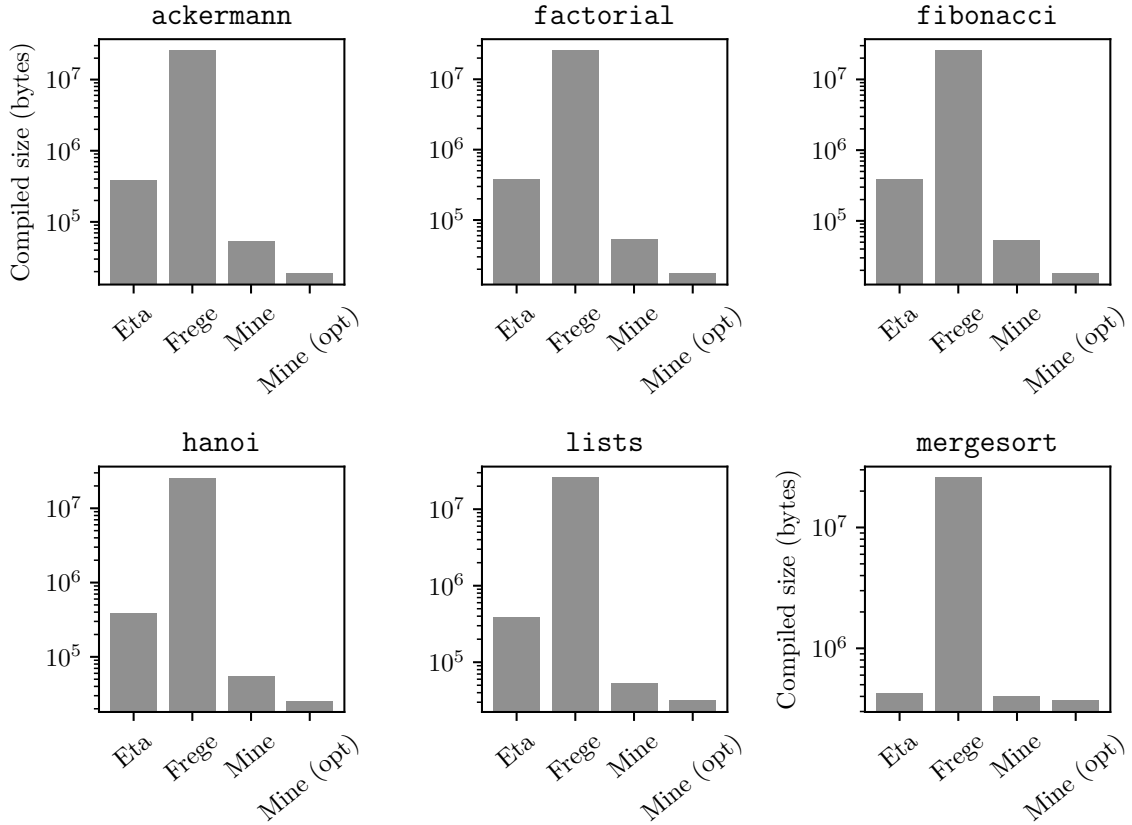 ackermann
Compiled size (bytes)
10^7
10^6
10^5
Eta
Frege
Mine
Mine (opt)
factorial
10^7
10^6
10^5
Eta
Frege
Mine
Mine (opt)
fibonacci
10^7
10^6
10^5
Eta
Frege
Mine
Mine (opt)
hanoi
10^7
10^6
10^5
Eta
Frege
Mine
Mine (opt)
lists
10^7
10^6
10^5
Eta
Frege
Mine
Mine (opt)
mergesort
Compiled size (bytes)
10^7
10^6
Eta
Frege
Mine
Mine (opt)